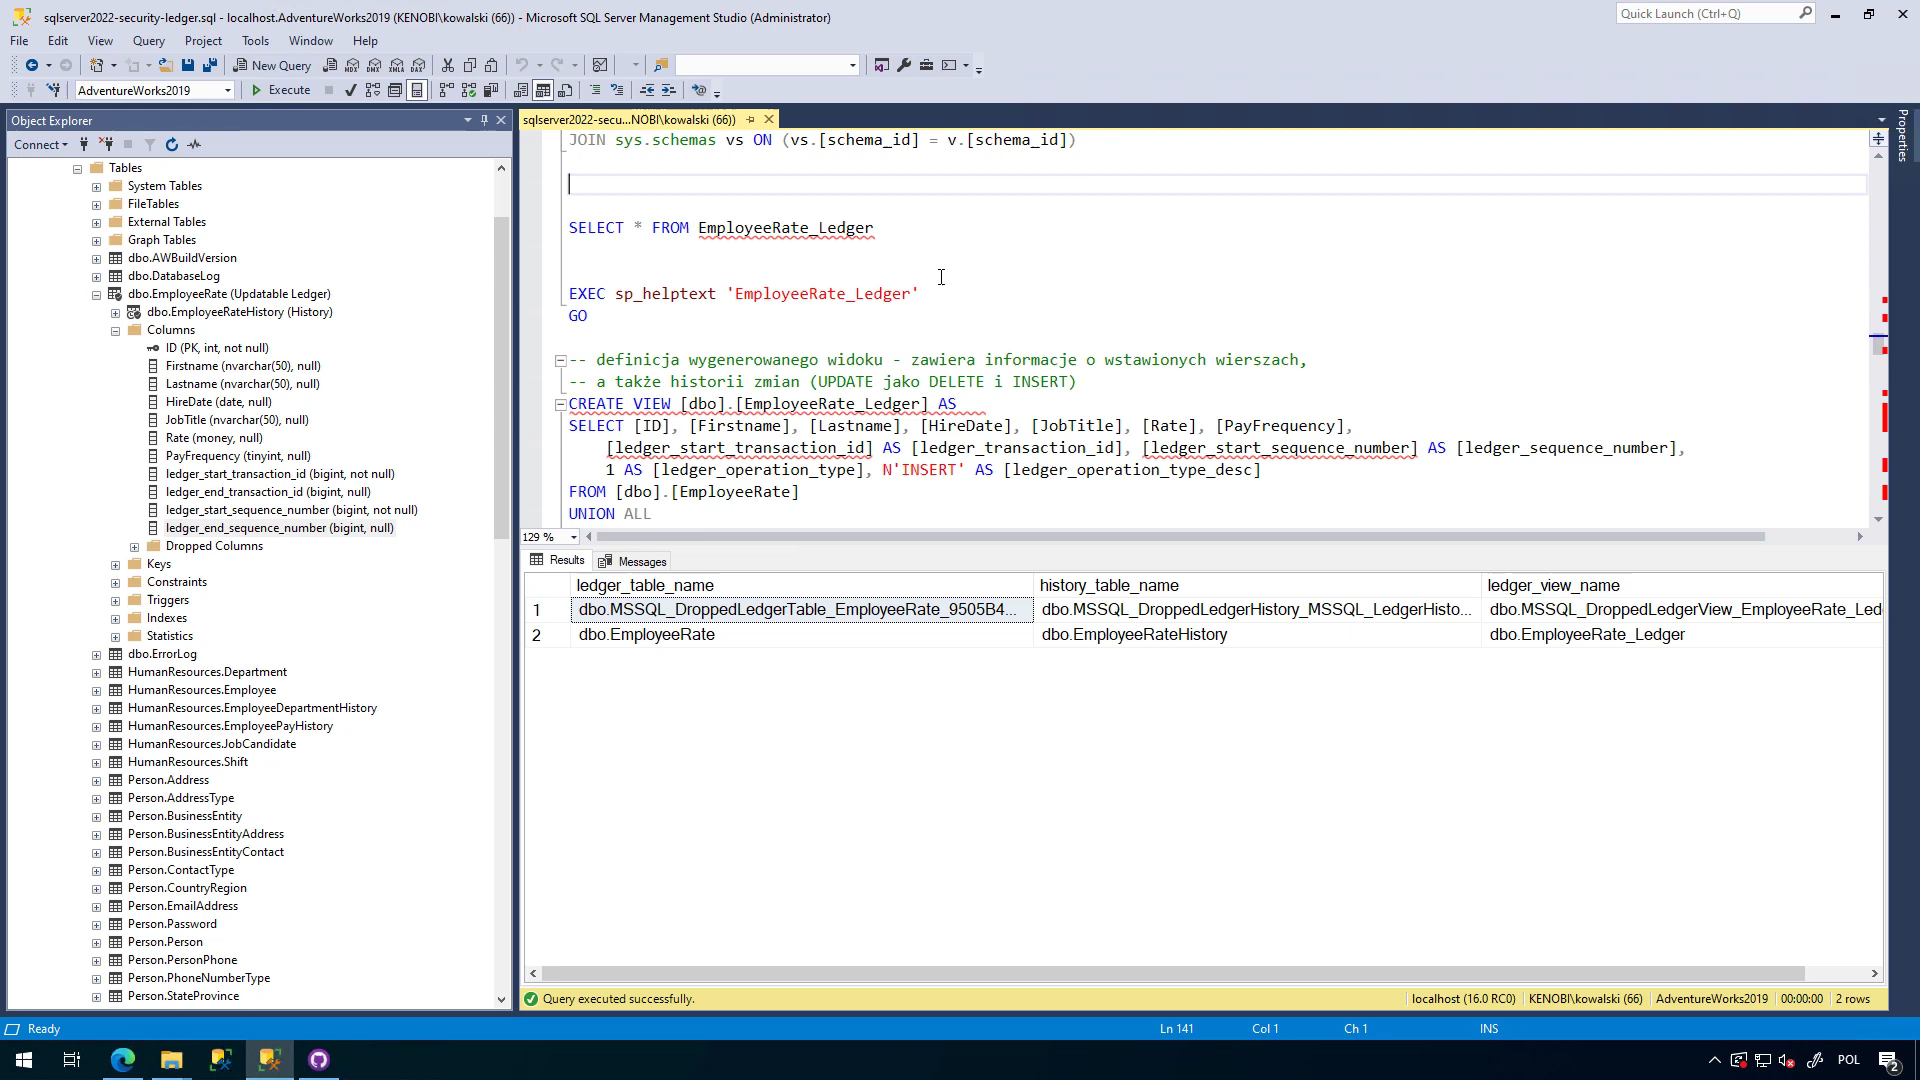 sqlserver2022-security-ledger.sql - localhost.AdventureWorks2019 (KENOBI\kowalski (66)) - Microsoft SQL Server Management Studio (Administrator)
Quick Launch (Ctrl+Q)
File Edit View Query Project Tools Window Help
New Query
MDX DMX XMLA DAX
AdventureWorks2019
Execute
Object Explorer
Connect
Tables
System Tables
FileTables
External Tables
Graph Tables
dbo.AWBuildVersion
dbo.DatabaseLog
dbo.EmployeeRate (Updatable Ledger)
dbo.EmployeeRateHistory (History)
Columns
ID (PK, int, not null)
Firstname (nvarchar(50), null)
Lastname (nvarchar(50), null)
HireDate (date, null)
JobTitle (nvarchar(50), null)
Rate (money, null)
PayFrequency (tinyint, null)
ledger_start_transaction_id (bigint, not null)
ledger_end_transaction_id (bigint, null)
ledger_start_sequence_number (bigint, not null)
ledger_end_sequence_number (bigint, null)
Dropped Columns
Keys
Constraints
Triggers
Indexes
Statistics
dbo.ErrorLog
HumanResources.Department
HumanResources.Employee
HumanResources.EmployeeDepartmentHistory
HumanResources.EmployeePayHistory
HumanResources.JobCandidate
HumanResources.Shift
Person.Address
Person.AddressType
Person.BusinessEntity
Person.BusinessEntityAddress
Person.BusinessEntityContact
Person.ContactType
Person.CountryRegion
Person.EmailAddress
Person.Password
Person.Person
Person.PersonPhone
Person.PhoneNumberType
Person.StateProvince
sqlserver2022-secu...NOBI\kowalski (66))
JOIN sys.schemas vs ON (vs.[schema_id] = v.[schema_id])
SELECT * FROM EmployeeRate_Ledger
EXEC sp_helptext 'EmployeeRate_Ledger'
GO
-- definicja wygenerowanego widoku - zawiera informacje o wstawionych wierszach,
-- a także historii zmian (UPDATE jako DELETE i INSERT)
CREATE VIEW [dbo].[EmployeeRate_Ledger] AS
SELECT [ID], [Firstname], [Lastname], [HireDate], [JobTitle], [Rate], [PayFrequency],
[ledger_start_transaction_id] AS [ledger_transaction_id], [ledger_start_sequence_number] AS [ledger_sequence_number],
1 AS [ledger_operation_type], N'INSERT' AS [ledger_operation_type_desc]
FROM [dbo].[EmployeeRate]
UNION ALL
129 %
Results Messages
ledger_table_name history_table_name ledger_view_name
1 dbo.MSSQL_DroppedLedgerTable_EmployeeRate_9505B4... dbo.MSSQL_DroppedLedgerHistory_MSSQL_LedgerHisto... dbo.MSSQL_DroppedLedgerView_EmployeeRate_Led
2 dbo.EmployeeRate dbo.EmployeeRateHistory dbo.EmployeeRate_Ledger
Query executed successfully.
localhost (16.0 RC0) KENOBI\kowalski (66) AdventureWorks2019 00:00:00 2 rows
Properties
Ready
Ln 141 Col 1 Ch 1 INS
POL
2